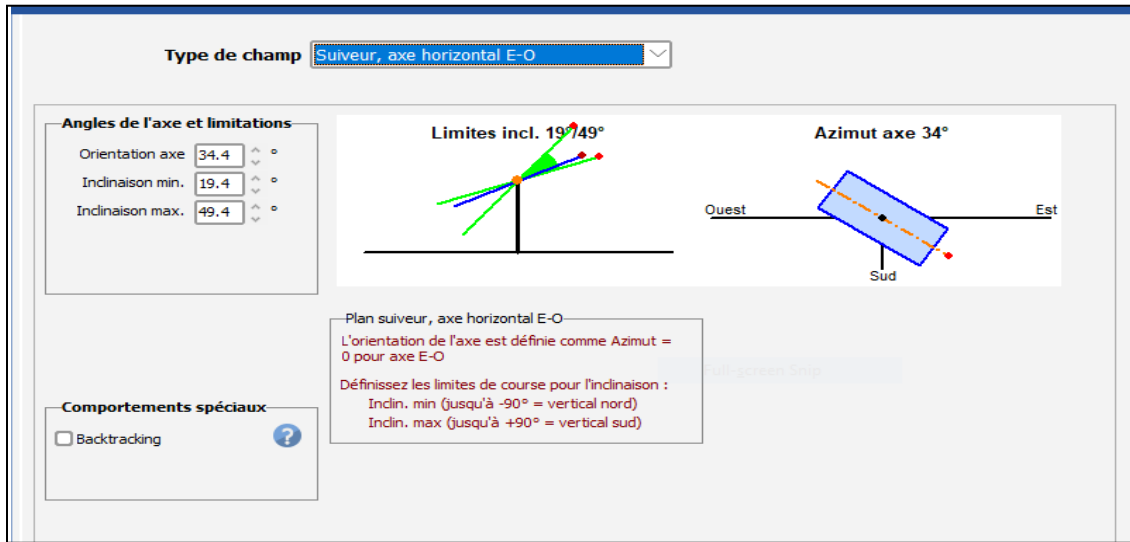 Type de champ Suiveur, axe horizontal E-O
Angles de l'axe et limitations
Orientation axe 34.4 °
Inclinaison min. 19.4 °
Inclinaison max. 49.4 °
Limites incl. 19°/49°
Azimut axe 34°
Ouest
Est
Sud
Plan suiveur, axe horizontal E-O
L'orientation de l'axe est définie comme Azimut =
0 pour axe E-O
Définissez les limites de course pour l'inclinaison :
Inclin. min (jusqu'à -90° = vertical nord)
Inclin. max (jusqu'à +90° = vertical sud)
Full-screen Snip
Comportements spéciaux
Backtracking
?